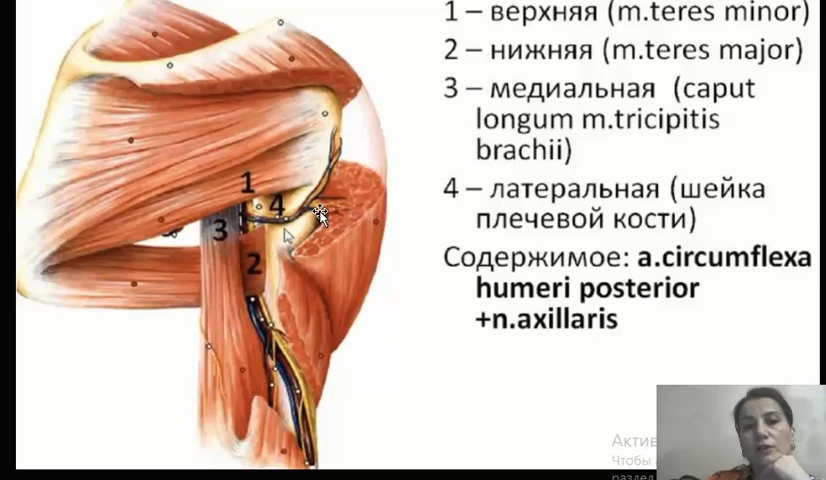 1 – верхняя (m.teres minor)
2 – нижняя (m.teres major)
3 – медиальная (caput
longum m.tricipitis
brachii)
4 – латеральная (шейка
плечевой кости)
Содержимое: a.circumflexa
humeri posterior
+n.axillaris
1
4
3
2
Актив
Чтобы
раздел